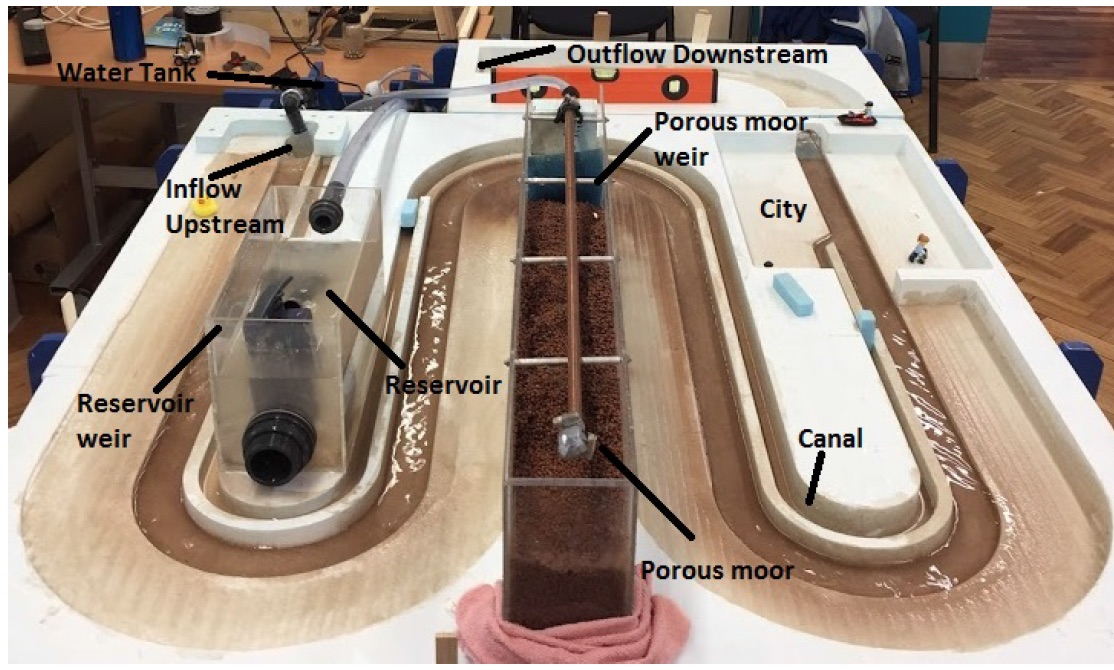 Outflow Downstream
Water Tank
Porous moor
weir
Inflow
Upstream
City
Reservoir
Reservoir
weir
Canal
Porous moor